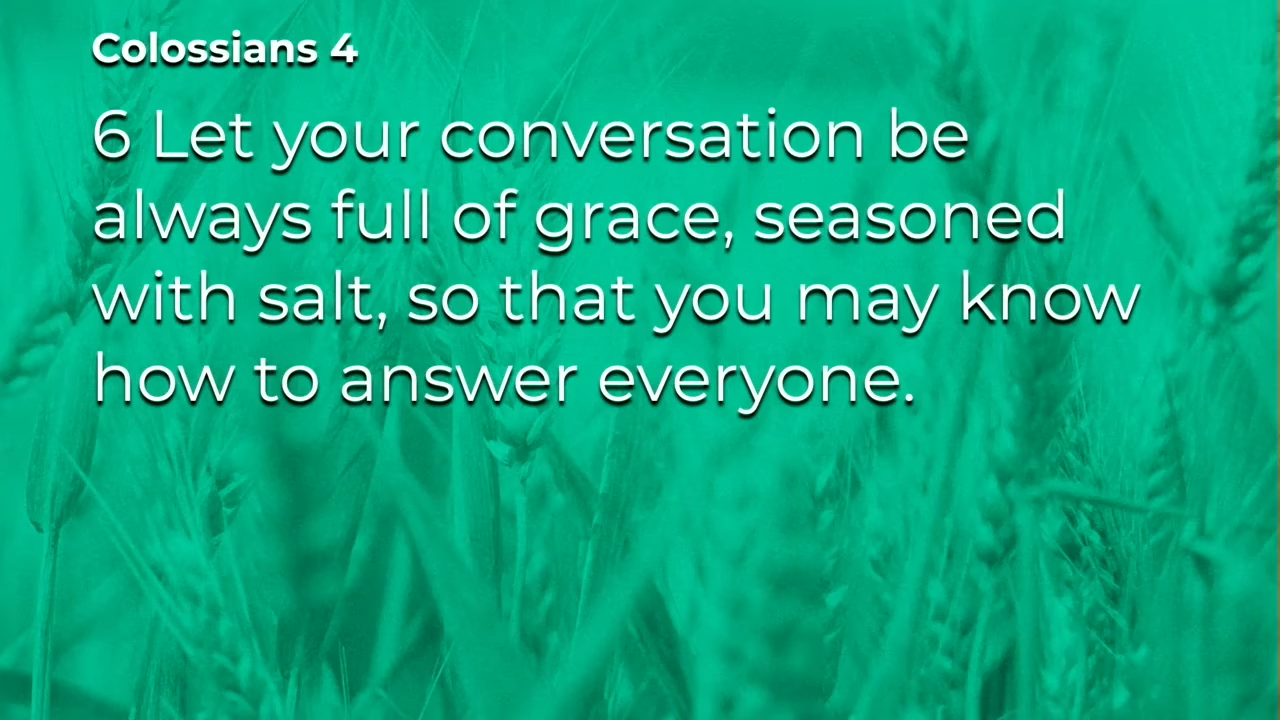 Colossians 4
6 Let your conversation be
always full of grace, seasoned
with salt, so that you may know
how to answer everyone.